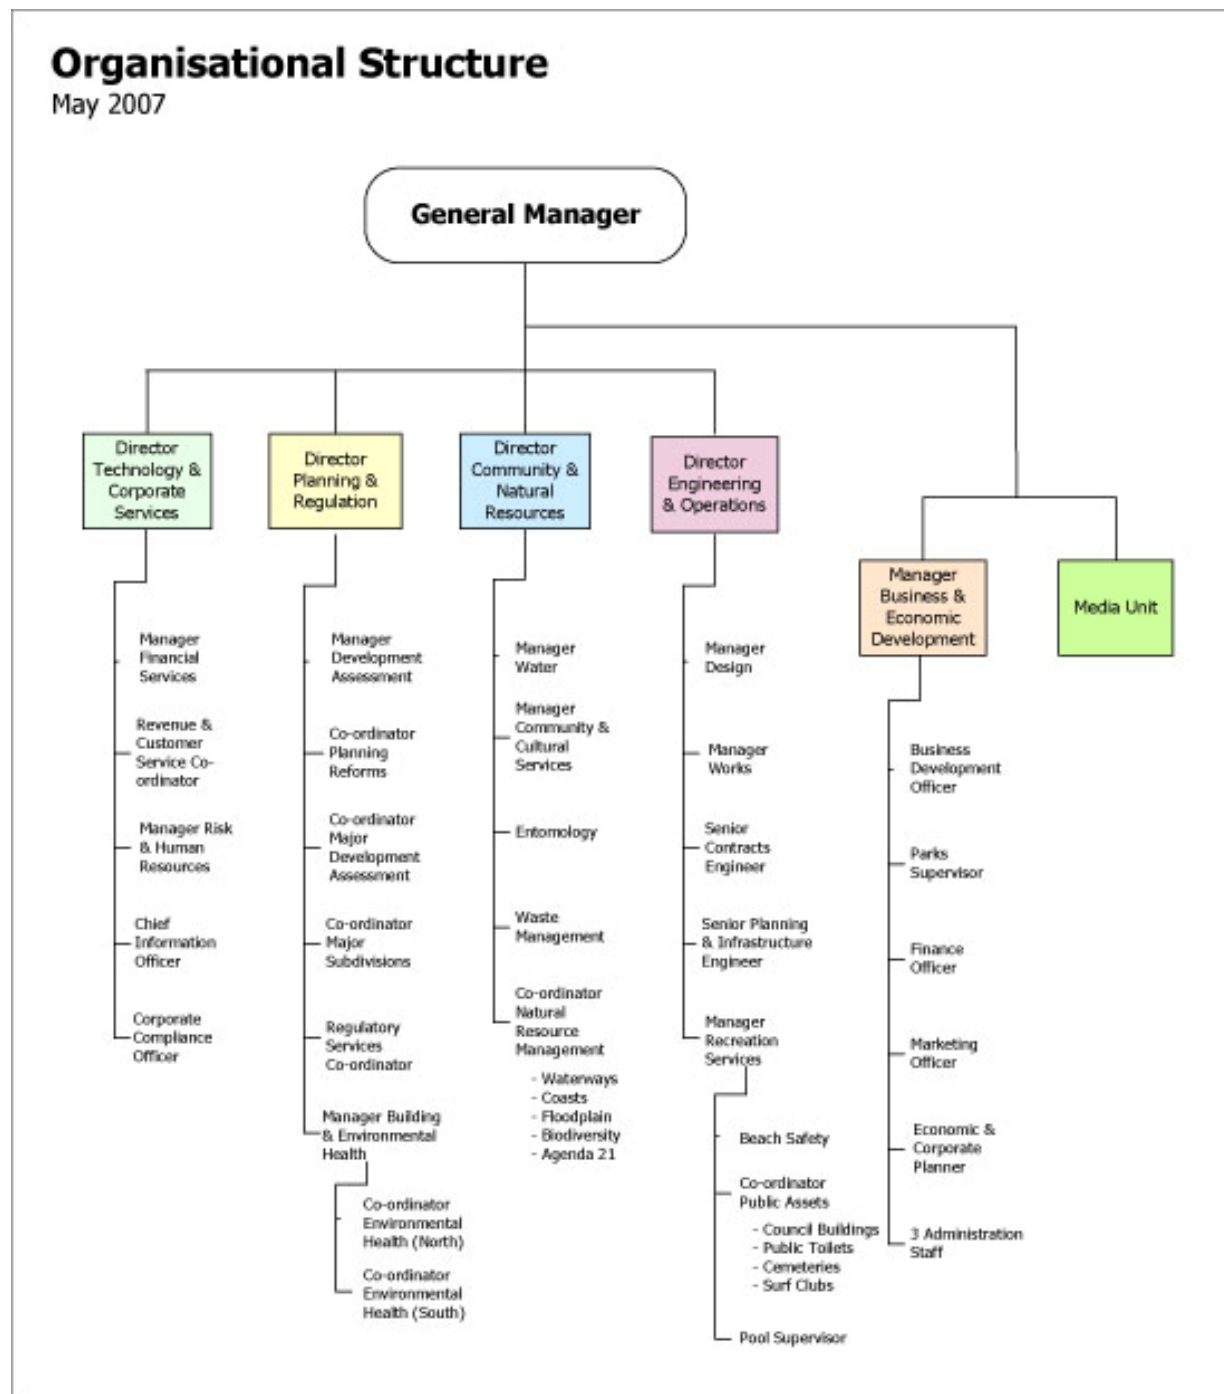 Organisational Structure
May 2007
General Manager
Director
Technology &
Corporate
Services
Director
Planning &
Regulation
Director
Community &
Natural
Resources
Director
Engineering
& Operations
Manager
Business &
Economic
Development
Media Unit
Manager
Financial
Services
Revenue &
Customer
Service Co-
ordinator
Manager Risk
& Human
Resources
Chief
Information
Officer
Corporate
Compliance
Officer
Manager
Development
Assessment
Co-ordinator
Planning
Reforms
Co-ordinator
Major
Development
Assessment
Co-ordinator
Major
Subdivisions
Regulatory
Services
Co-ordinator
Manager Building
& Environmental
Health
Co-ordinator
Environmental
Health (North)
Co-ordinator
Environmental
Health (South)
Manager
Water
Manager
Community &
Cultural
Services
Entomology
Waste
Management
Co-ordinator
Natural
Resource
Management
- Waterways
- Coasts
- Floodplain
- Biodiversity
- Agenda 21
Manager
Design
Manager
Works
Senior
Contracts
Engineer
Senior Planning
& Infrastructure
Engineer
Manager
Recreation
Services
Beach Safety
Co-ordinator
Public Assets
- Council Buildings
- Public Toilets
- Cemeteries
- Surf Clubs
Pool Supervisor
Business
Development
Officer
Parks
Supervisor
Finance
Officer
Marketing
Officer
Economic &
Corporate
Planner
3 Administration
Staff